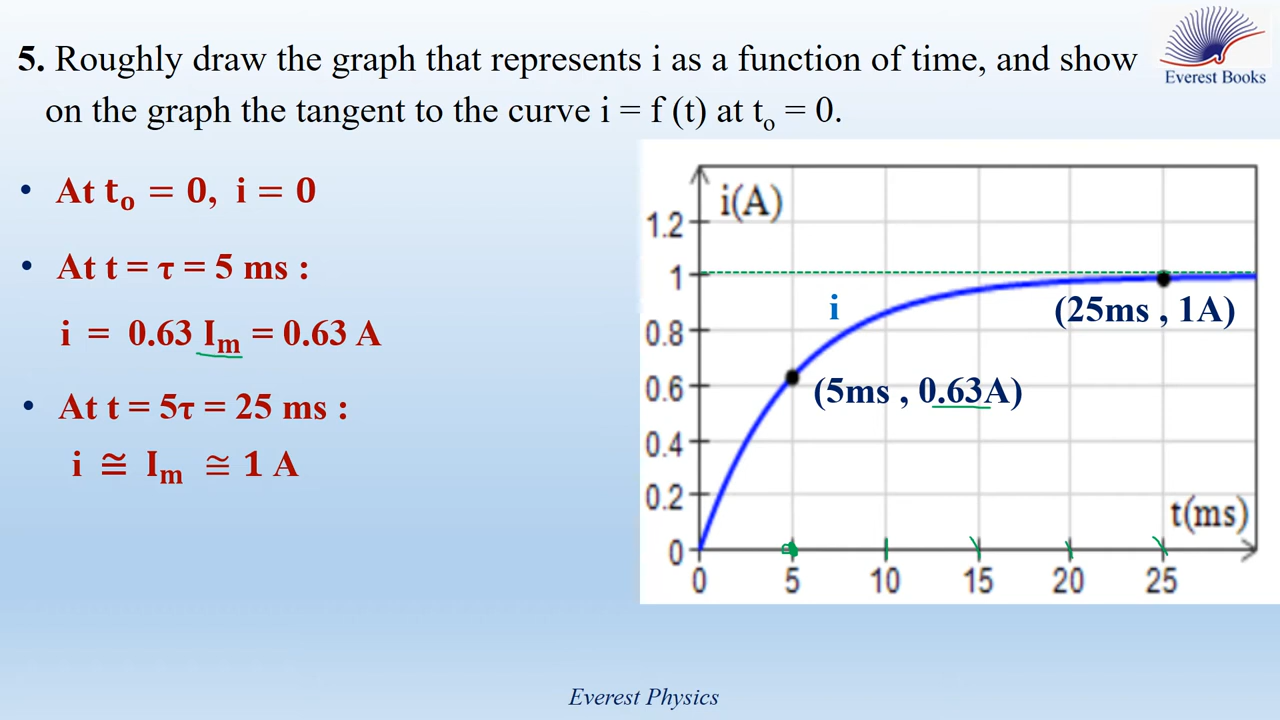 5. Roughly draw the graph that represents i as a function of time, and show
on the graph the tangent to the curve i = f (t) at tₒ = 0.
Everest Books
• At tₒ = 0, i = 0
• At t = τ = 5 ms :
i = 0.63 Iₘ = 0.63 A
• At t = 5τ = 25 ms :
i ≅ Iₘ ≅ 1 A
i(A)
1.2
1
0.8
0.6
0.4
0.2
0
i
(25ms , 1A)
(5ms , 0.63A)
t(ms)
0 5 10 15 20 25
Everest Physics